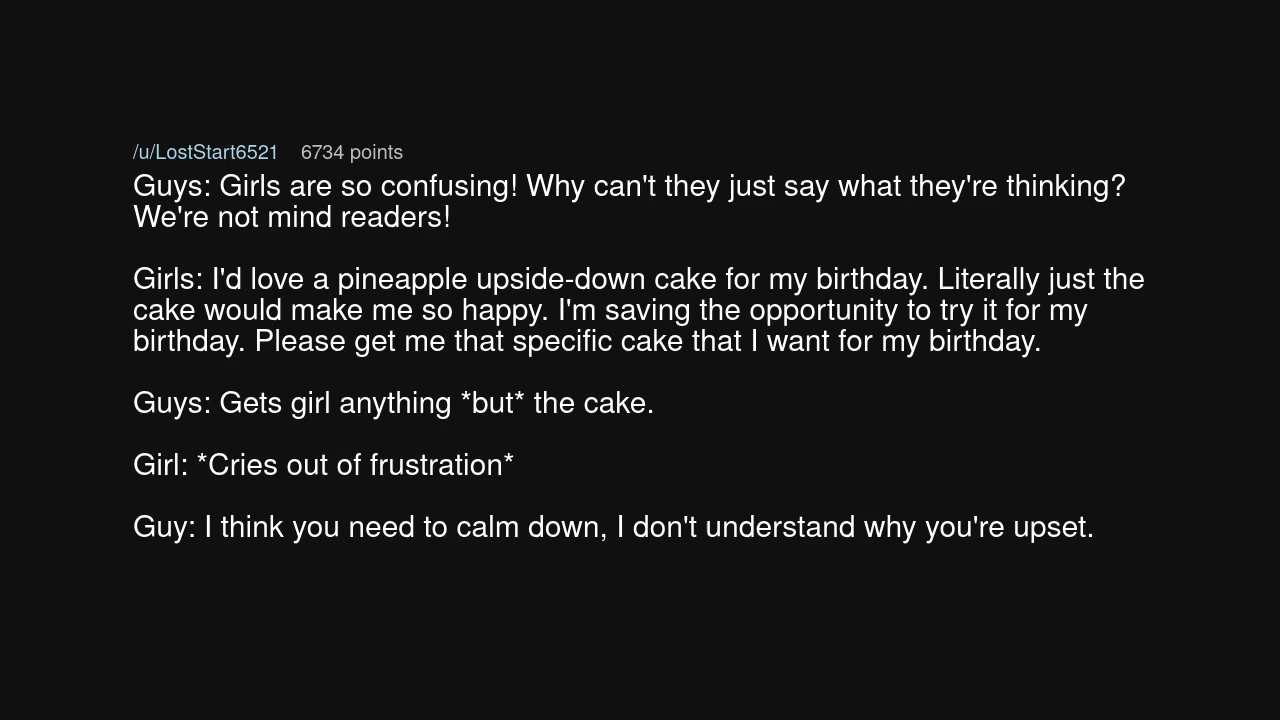 /u/LostStart6521 6734 points
Guys: Girls are so confusing! Why can't they just say what they're thinking?
We're not mind readers!
Girls: I'd love a pineapple upside-down cake for my birthday. Literally just the
cake would make me so happy. I'm saving the opportunity to try it for my
birthday. Please get me that specific cake that I want for my birthday.
Guys: Gets girl anything *but* the cake.
Girl: *Cries out of frustration*
Guy: I think you need to calm down, I don't understand why you're upset.